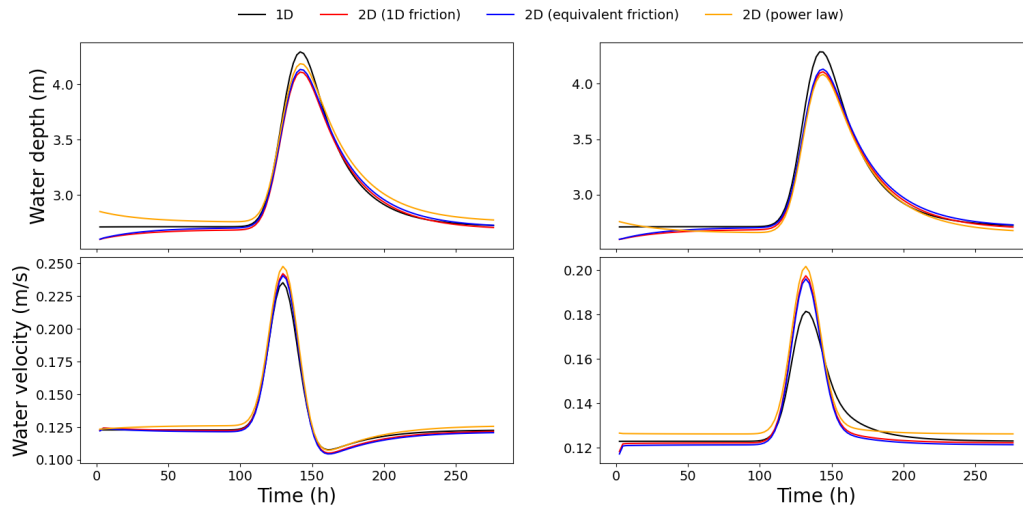 1D 2D (1D friction) 2D (equivalent friction) 2D (power law)
Water depth (m)
4.0
3.5
3.0
4.0
3.5
3.0
Water velocity (m/s)
0.250
0.225
0.200
0.175
0.150
0.125
0.100
0.20
0.18
0.16
0.14
0.12
0 50 100 150 200 250
0 50 100 150 200 250
Time (h)
Time (h)